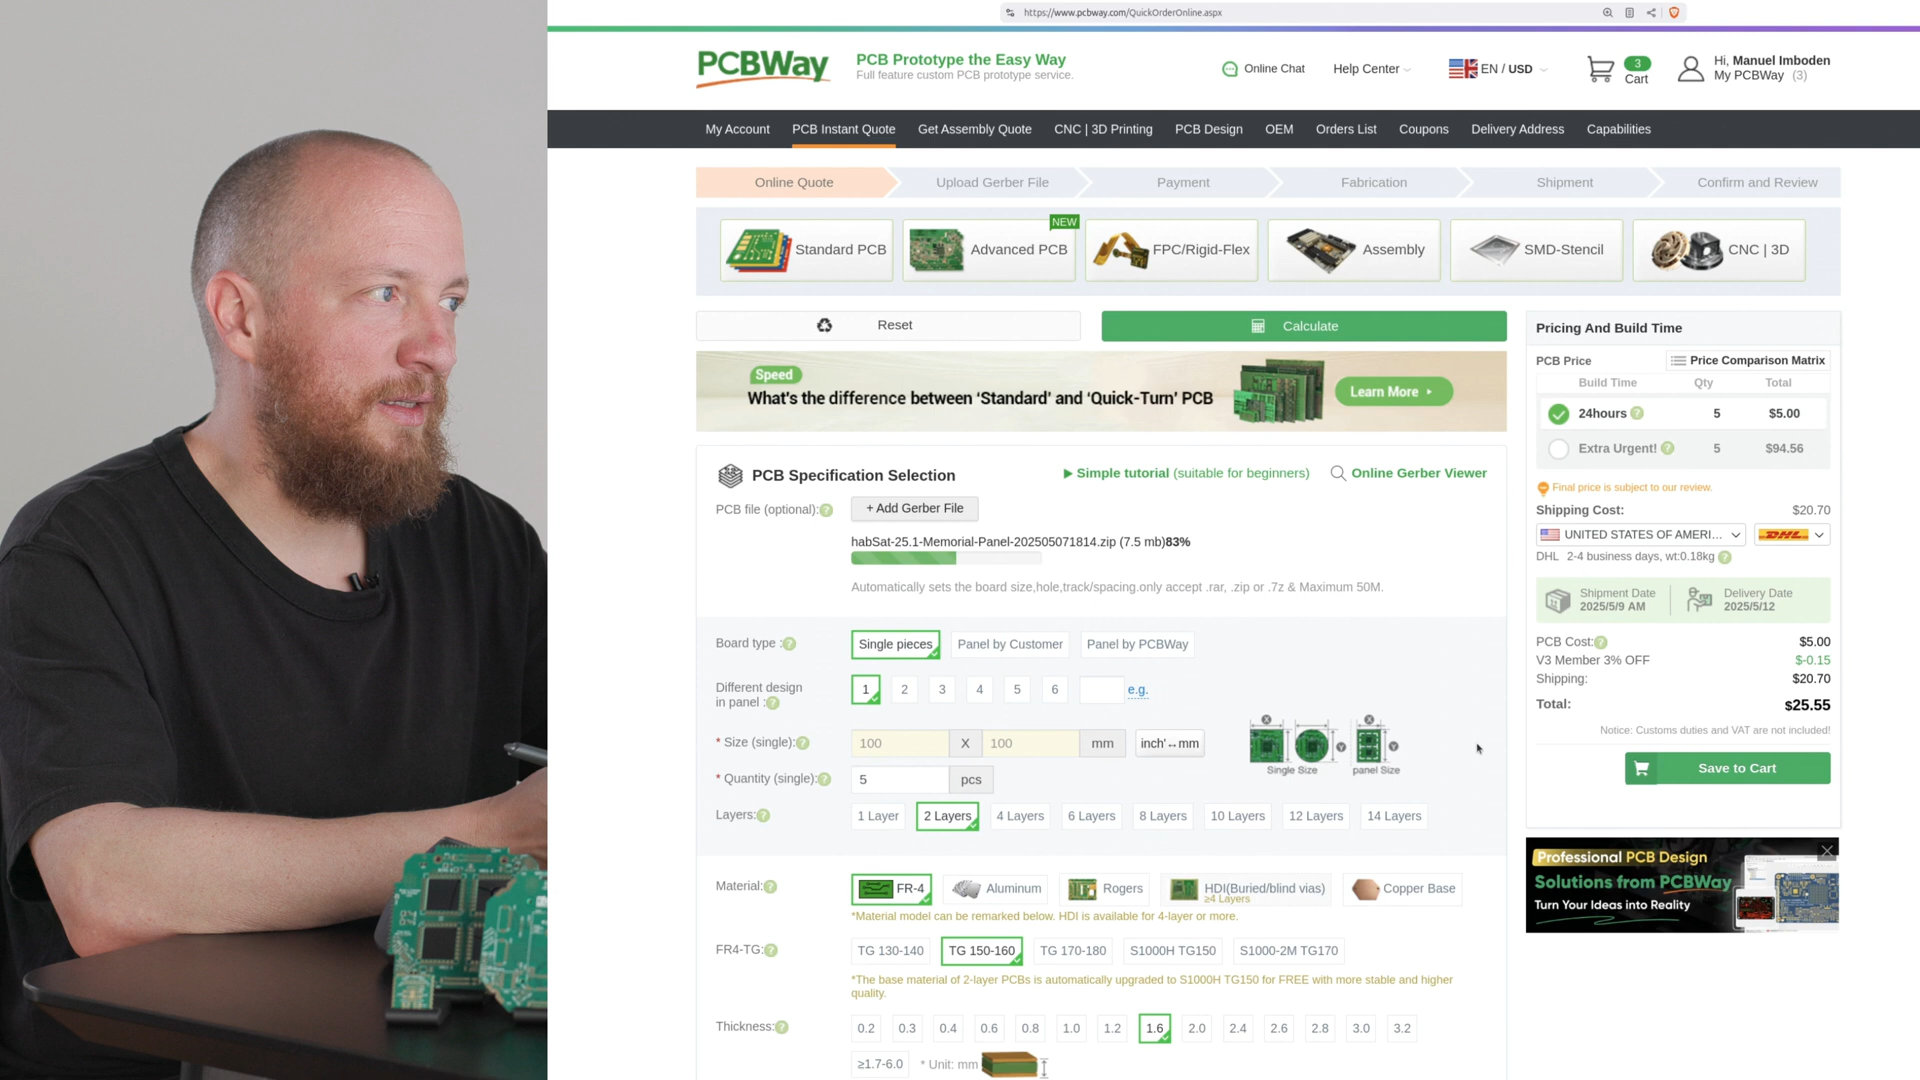 https://www.pcbway.com/QuickOrderOnline.aspx
PCBWay
PCB Prototype the Easy Way
Full feature custom PCB prototype service.
Online Chat
Help Center
EN / USD
3
Cart
Hi, Manuel Imboden
My PCBWay (3)
My Account
PCB Instant Quote
Get Assembly Quote
CNC | 3D Printing
PCB Design
OEM
Orders List
Coupons
Delivery Address
Capabilities
Online Quote
Upload Gerber File
Payment
Fabrication
Shipment
Confirm and Review
Standard PCB
NEW
Advanced PCB
FPC/Rigid-Flex
Assembly
SMD-Stencil
CNC | 3D
Reset
Calculate
Speed
What's the difference between 'Standard' and 'Quick-Turn' PCB
Learn More
PCB Specification Selection
Simple tutorial (suitable for beginners)
Online Gerber Viewer
PCB file (optional):?
+ Add Gerber File
habSat-25.1-Memorial-Panel-202505071814.zip (7.5 mb)83%
Automatically sets the board size,hole,track/spacing.only accept .rar, .zip or .7z & Maximum 50M.
Board type :?
Single pieces
Panel by Customer
Panel by PCBWay
Different design
in panel :?
1 2 3 4 5 6 e.g.
* Size (single):?
100 X 100 mm
inch'↔mm
X
Y
Single Size
X
Y
panel Size
* Quantity (single):?
5 pcs
Layers:?
1 Layer
2 Layers
4 Layers
6 Layers
8 Layers
10 Layers
12 Layers
14 Layers
Material:?
FR-4
Aluminum
Rogers
HDI(Buried/blind vias)
≥4 Layers
Copper Base
*Material model can be remarked below. HDI is available for 4-layer or more.
FR4-TG:?
TG 130-140
TG 150-160
TG 170-180
S1000H TG150
S1000-2M TG170
*The base material of 2-layer PCBs is automatically upgraded to S1000H TG150 for FREE with more stable and higher
quality.
Thickness:?
0.2 0.3 0.4 0.6 0.8 1.0 1.2 1.6 2.0 2.4 2.6 2.8 3.0 3.2
≥1.7-6.0
* Unit: mm
Pricing And Build Time
PCB Price
Price Comparison Matrix
Build Time Qty Total
24hours ? 5 $5.00
Extra Urgent! ? 5 $94.56
Final price is subject to our review.
Shipping Cost: $20.70
UNITED STATES OF AMERI...
DHL
DHL 2-4 business days, wt:0.18kg ?
Shipment Date
2025/5/9 AM
Delivery Date
2025/5/12
PCB Cost:? $5.00
V3 Member 3% OFF $-0.15
Shipping: $20.70
Total: $25.55
Notice: Customs duties and VAT are not included!
Save to Cart
Professional PCB Design
Solutions from PCBWay
Turn Your Ideas into Reality